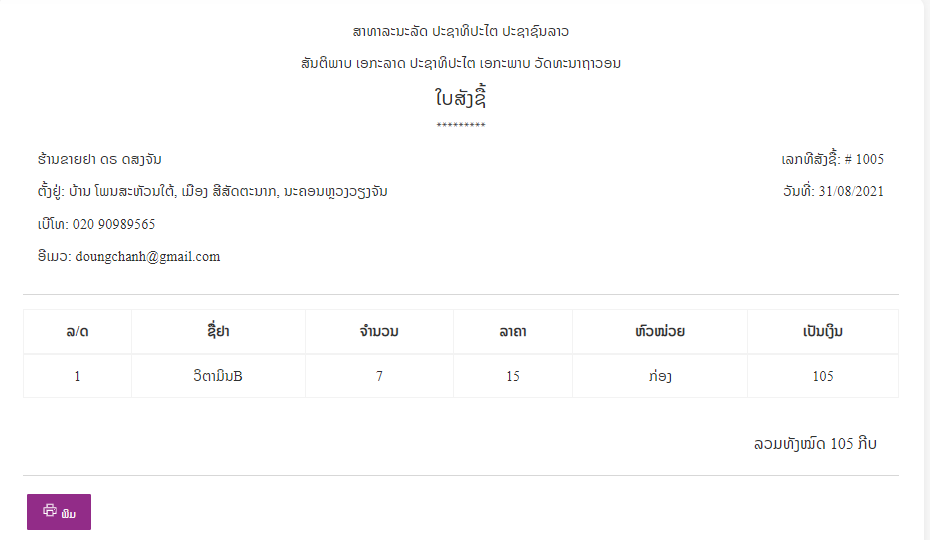 ສາທາລະນະລັດ ປະຊາທິປະໄຕ ປະຊາຊົນລາວ
ສັນຕິພາບ ເອກະລາດ ປະຊາທິປະໄຕ ເອກະພາບ ວັດທະນາຖາວອນ
ໃບສັ່ງຊື້
*********
ຮ້ານຂາຍຢາ ດຣ ດສງຈັນ
ເລກທີສັ່ງຊື້: # 1005
ຕັ້ງຢູ່: ບ້ານ ໂພນສະຫ້ວນໃຕ້, ເມືອງ ສີສັດຕະນາກ, ນະຄອນຫຼວງວຽງຈັນ
ວັນທີ່: 31/08/2021
ເບີໂທ: 020 90989565
ອີເມວ: doungchanh@gmail.com
ລ/ດ ຊື່ຢາ ຈຳນວນ ລາຄາ ຫົວໜ່ວຍ ເປັນເງິນ
1 ວິຕາມິນB 7 15 ກ່ອງ 105
ລວມທັງໝົດ 105 ກີບ
ພິມ